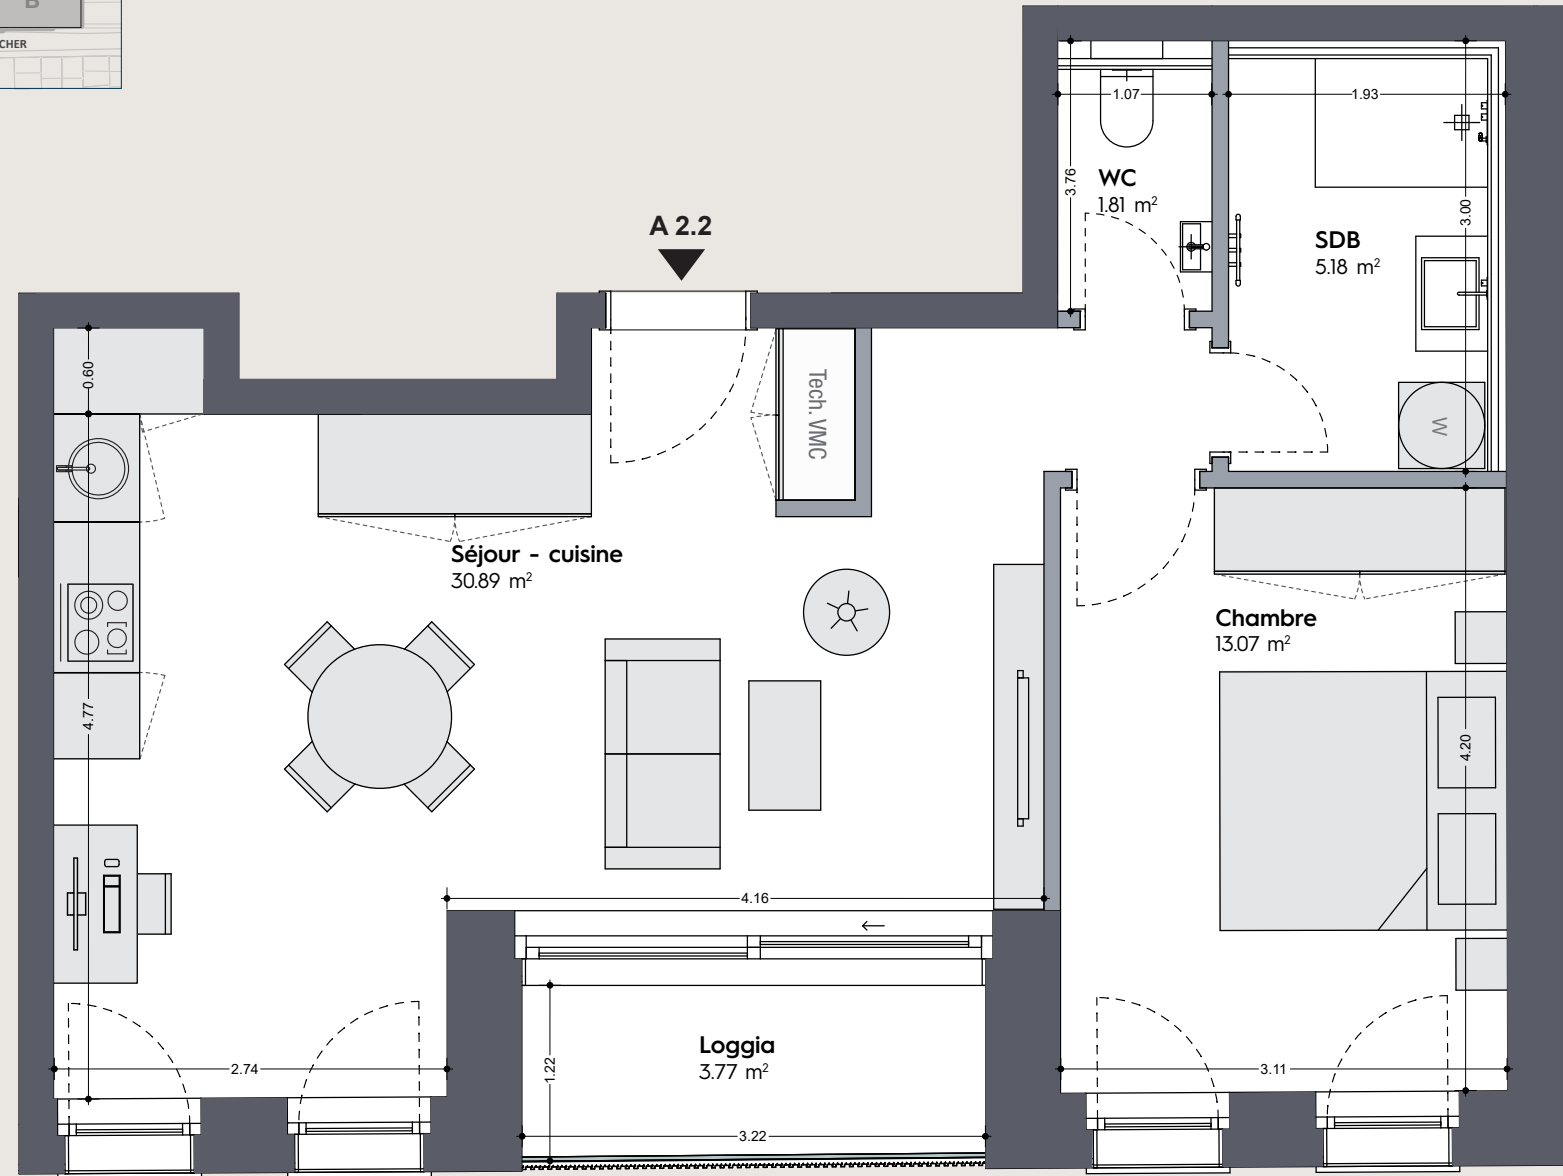 B
CHER
A 2.2
1.07
1.93
3.76
WC
1.81 m²
3.00
SDB
5.18 m²
0.60
Tech. VMC
W
Séjour - cuisine
30.89 m²
Chambre
13.07 m²
4.77
4.20
4.16
Loggia
3.77 m²
1.22
2.74
3.11
3.22